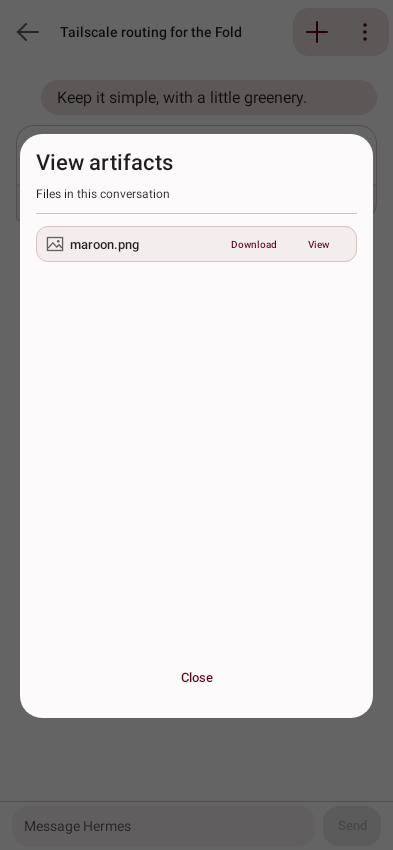 Tailscale routing for the Fold
Keep it simple, with a little greenery.
View artifacts
Files in this conversation
maroon.png Download View
Close
Message Hermes Send